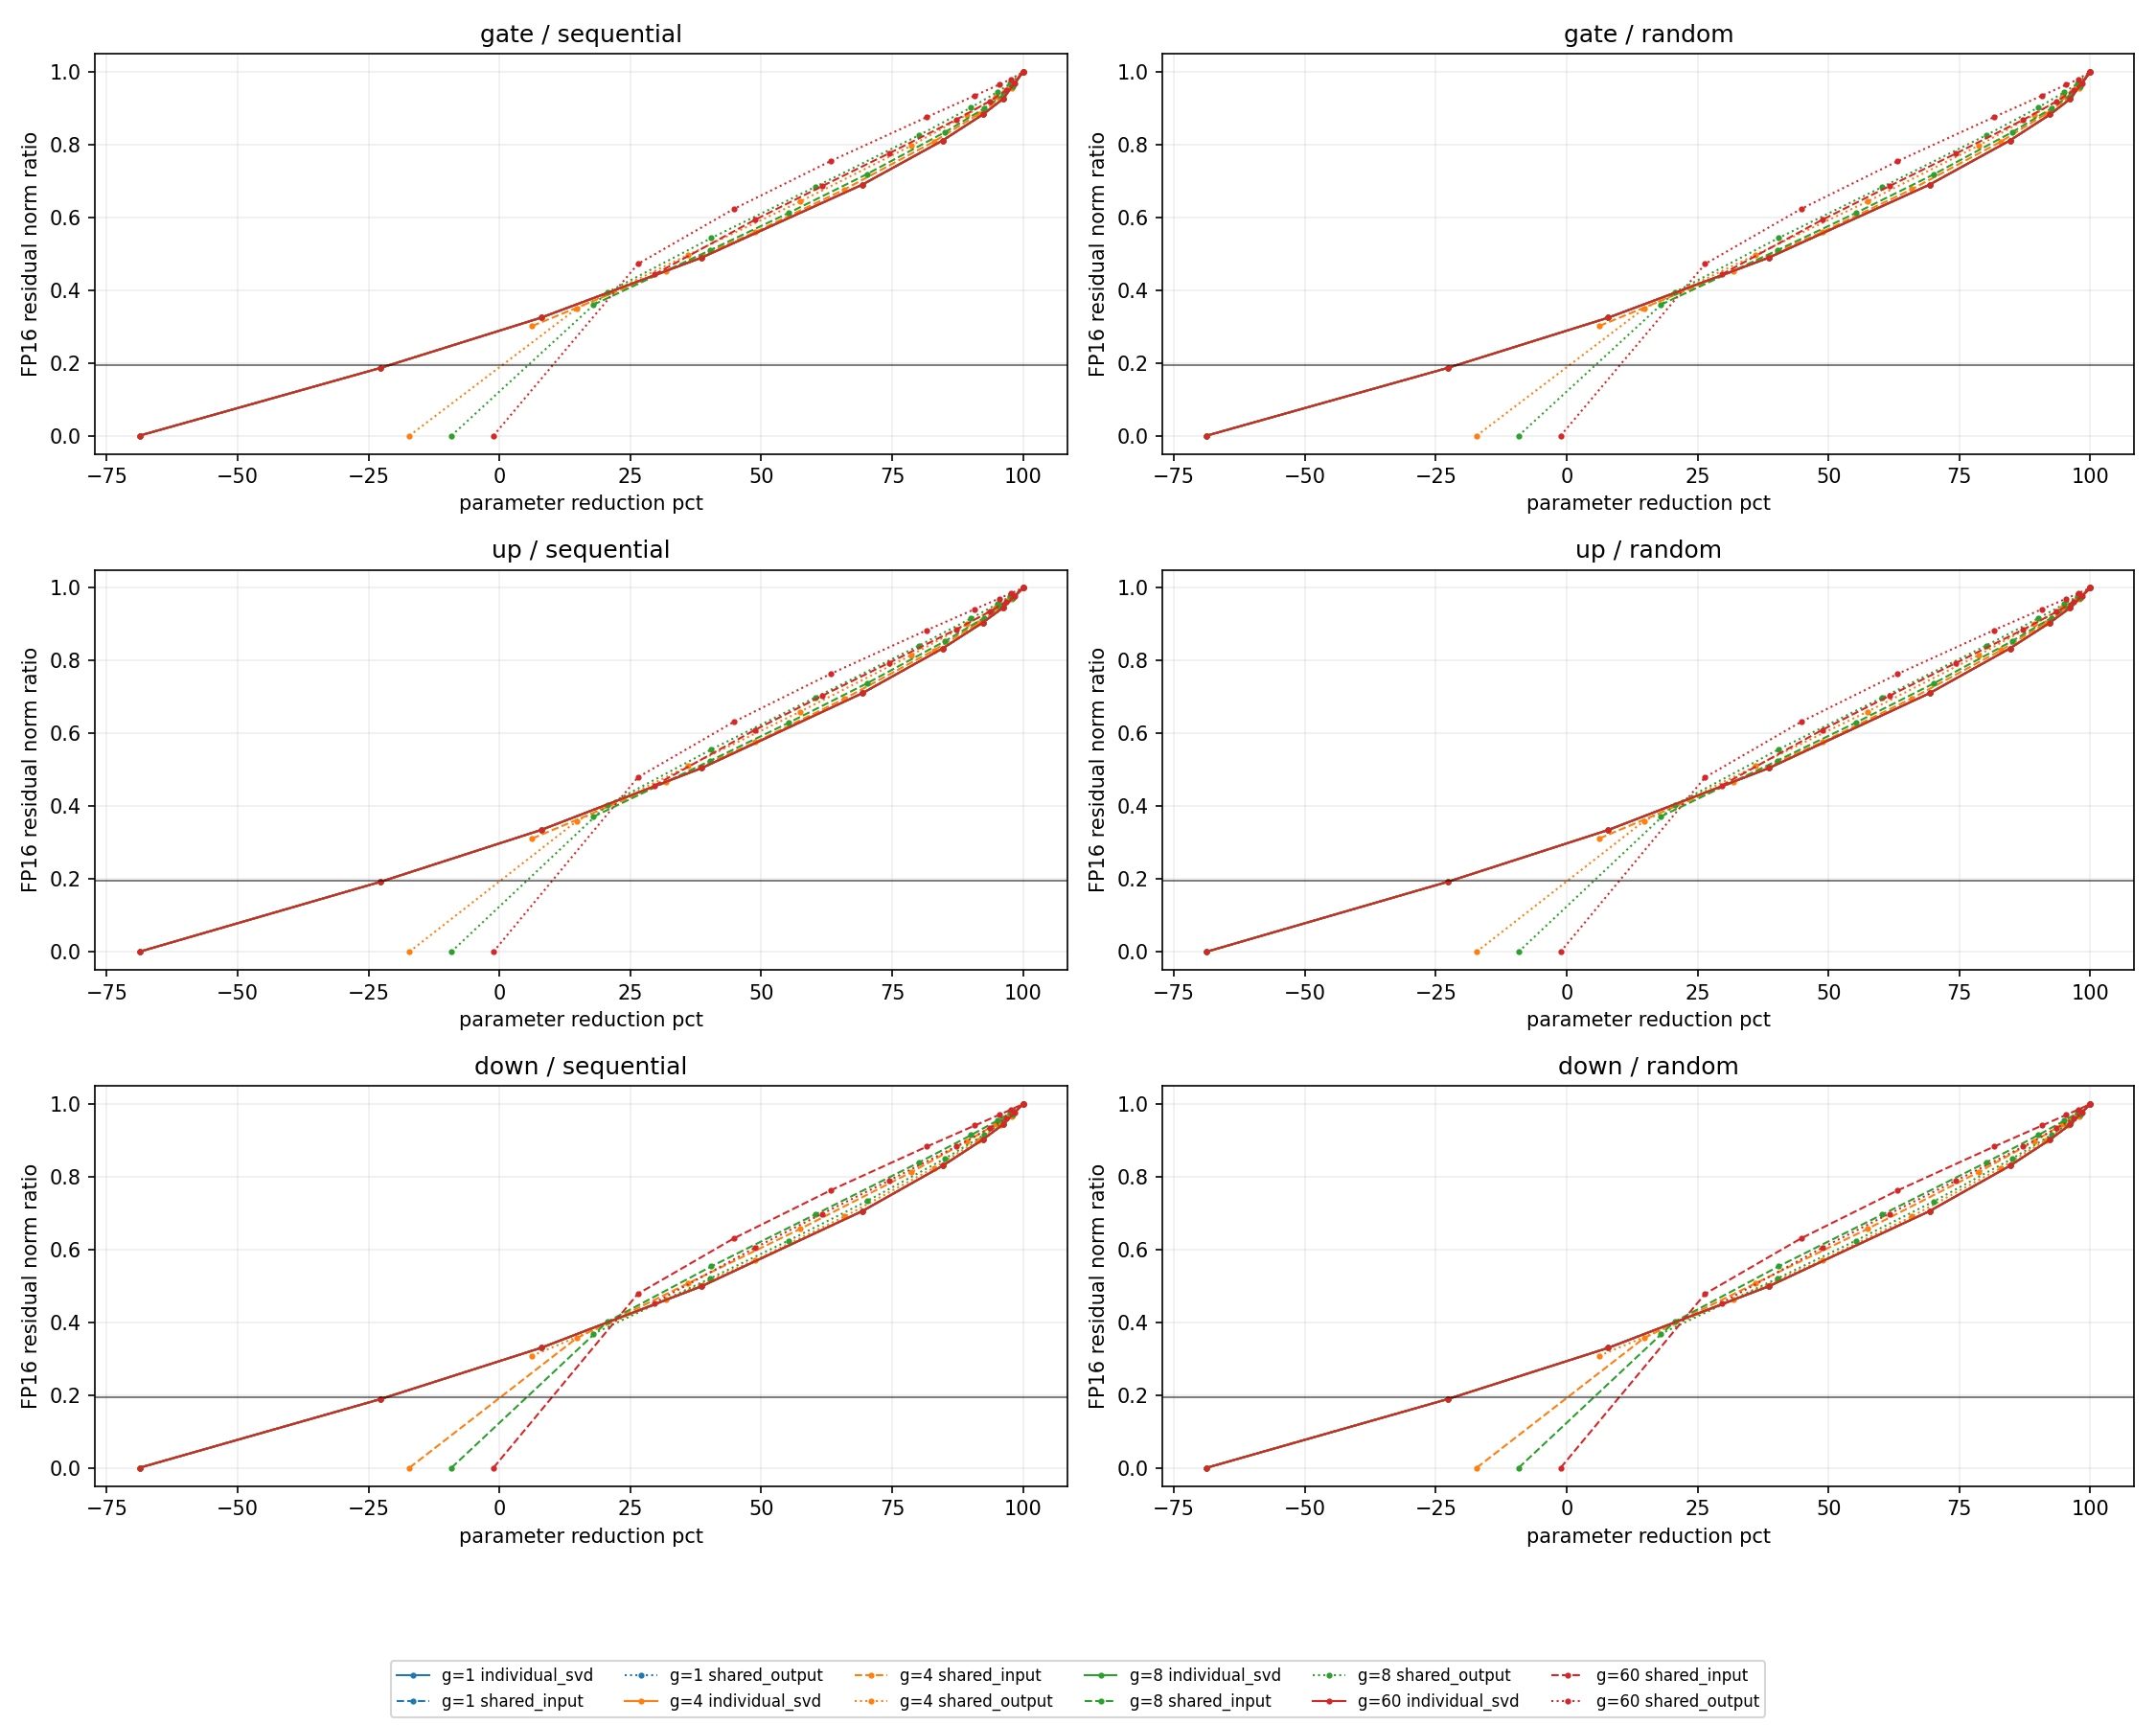 gate / sequential
1.0
0.8
0.6
0.4
0.2
0.0
FP16 residual norm ratio
−75 −50 −25 0 25 50 75 100
parameter reduction pct
gate / random
1.0
0.8
0.6
0.4
0.2
0.0
FP16 residual norm ratio
−75 −50 −25 0 25 50 75 100
parameter reduction pct
up / sequential
1.0
0.8
0.6
0.4
0.2
0.0
FP16 residual norm ratio
−75 −50 −25 0 25 50 75 100
parameter reduction pct
up / random
1.0
0.8
0.6
0.4
0.2
0.0
FP16 residual norm ratio
−75 −50 −25 0 25 50 75 100
parameter reduction pct
down / sequential
1.0
0.8
0.6
0.4
0.2
0.0
FP16 residual norm ratio
−75 −50 −25 0 25 50 75 100
parameter reduction pct
down / random
1.0
0.8
0.6
0.4
0.2
0.0
FP16 residual norm ratio
−75 −50 −25 0 25 50 75 100
parameter reduction pct
g=1 individual_svd g=1 shared_output g=4 shared_input g=8 individual_svd g=8 shared_output g=60 shared_input
g=1 shared_input g=4 individual_svd g=4 shared_output g=8 shared_input g=60 individual_svd g=60 shared_output